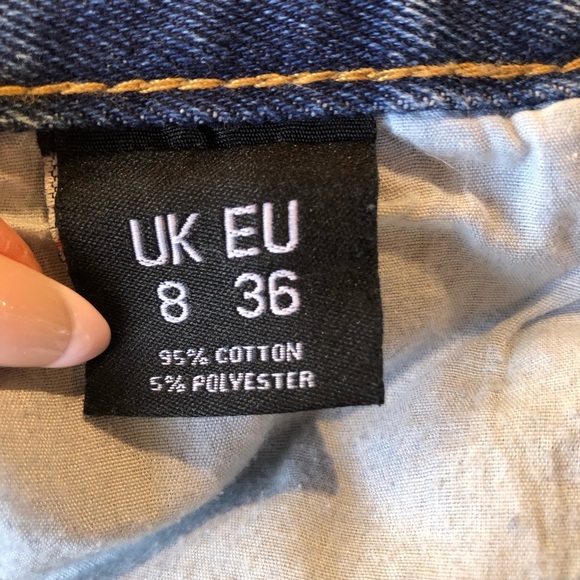 UK EU
8 36
95% COTTON
5% POLYESTER